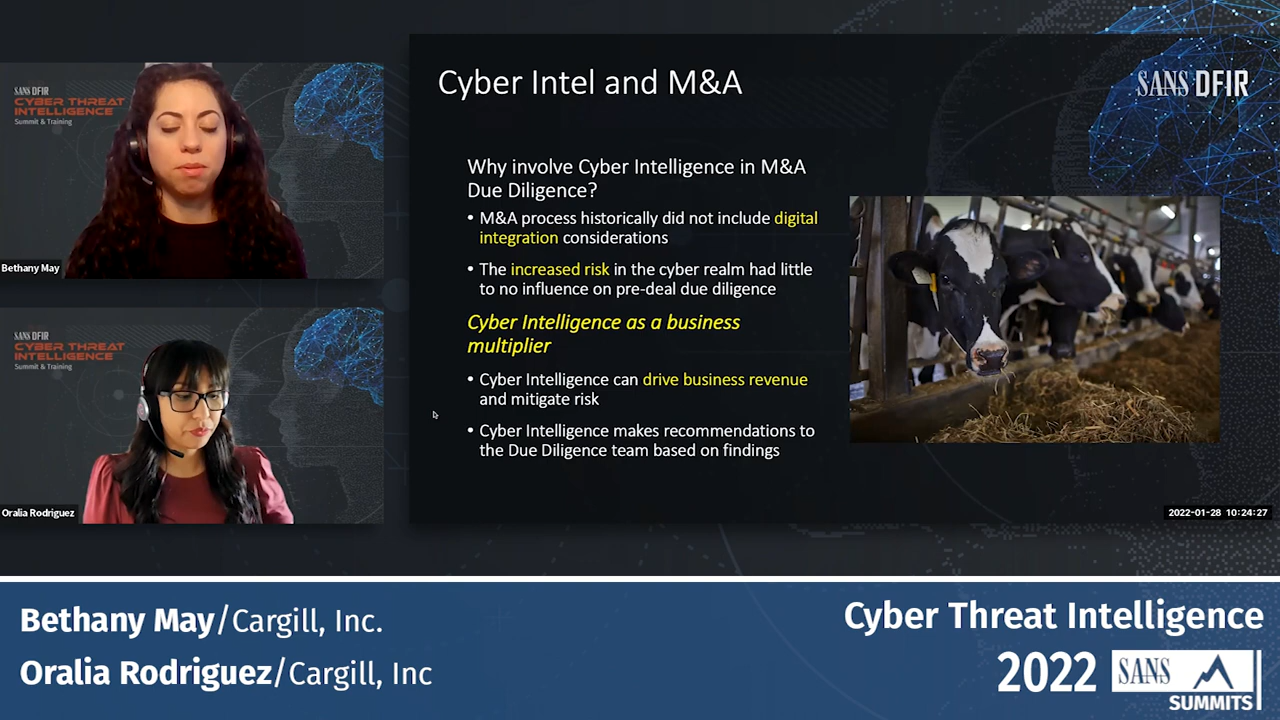 SANS DFIR
CYBER THREAT
INTELLIGENCE
Summit & Training
Bethany May
SANS DFIR
CYBER THREAT
INTELLIGENCE
Summit & Training
Oralia Rodriguez
Cyber Intel and M&A
SANS DFIR
Why involve Cyber Intelligence in M&A
Due Diligence?
• M&A process historically did not include digital
integration considerations
• The increased risk in the cyber realm had little
to no influence on pre-deal due diligence
Cyber Intelligence as a business
multiplier
• Cyber Intelligence can drive business revenue
and mitigate risk
• Cyber Intelligence makes recommendations to
the Due Diligence team based on findings
2022-01-28 10:24:27
Bethany May/Cargill, Inc.
Oralia Rodriguez/Cargill, Inc
Cyber Threat Intelligence
2022 SANS
SUMMITS